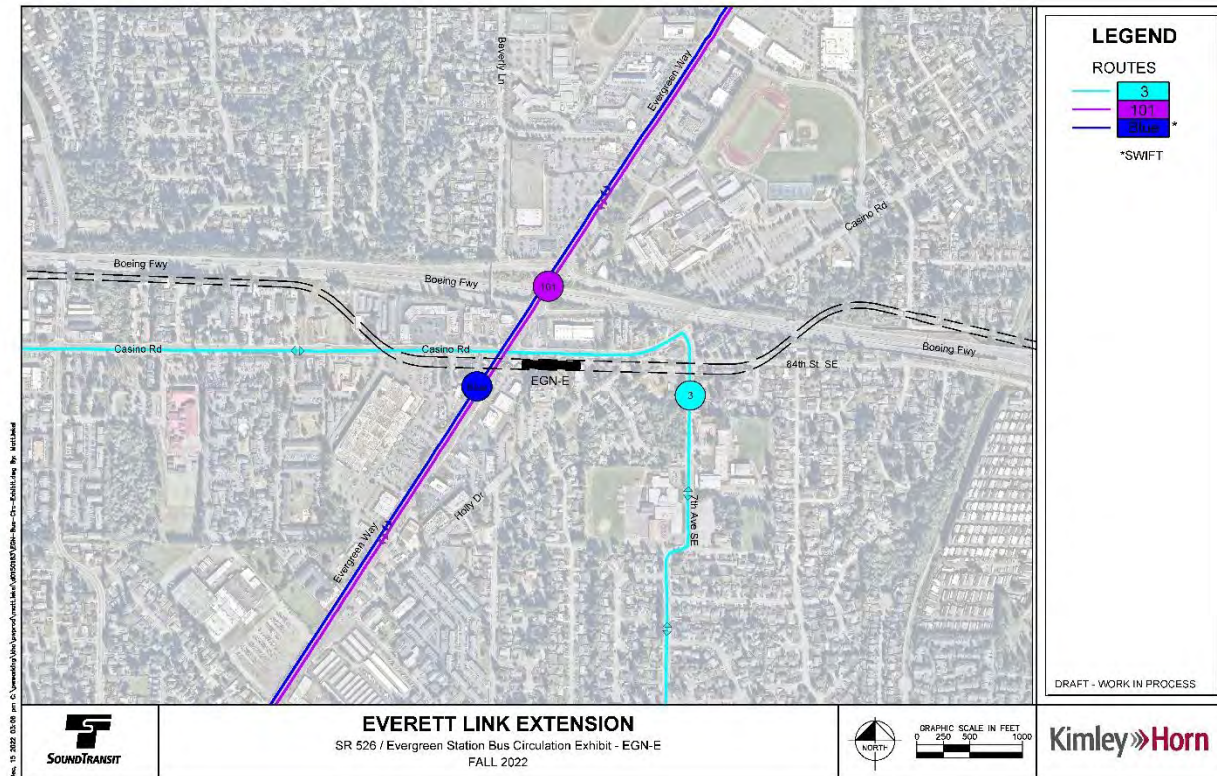 Beverly Ln
Evergreen Way
Casino Rd
Boeing Fwy
Boeing Fwy
101
Casino Rd
Casino Rd
Boeing Fwy
84th St SE
EGN-E
Blue
3
Holly Dr
7th Ave SE
Evergreen Way
LEGEND
ROUTES
3
101
Blue *
*SWIFT
DRAFT - WORK IN PROCESS
SOUNDTRANSIT
EVERETT LINK EXTENSION
SR 526 / Evergreen Station Bus Circulation Exhibit - EGN-E
FALL 2022
NORTH
GRAPHIC SCALE IN FEET
0 250 500 1000
Kimley»Horn